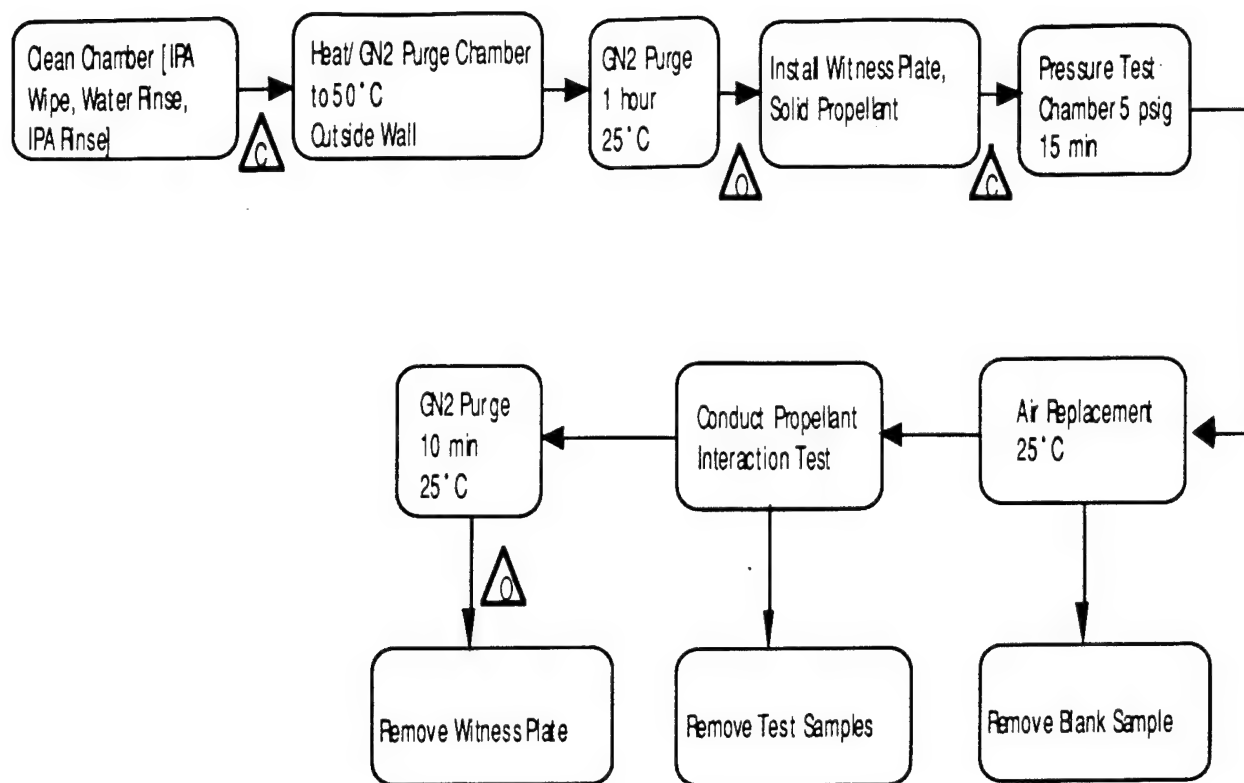 Clean Chamber [IPA
Wipe, Water Rinse,
IPA Rinse]
C
Heat/ GN2 Purge Chamber
to 50°C
Outside Wall
GN2 Purge
1 hour
25°C
O
Install Witness Plate,
Solid Propellant
C
Pressure Test
Chamber 5 psig
15 min
Air Replacement
25°C
Conduct Propellant
Interaction Test
GN2 Purge
10 min
25°C
O
Remove Witness Plate
Remove Test Samples
Remove Blank Sample